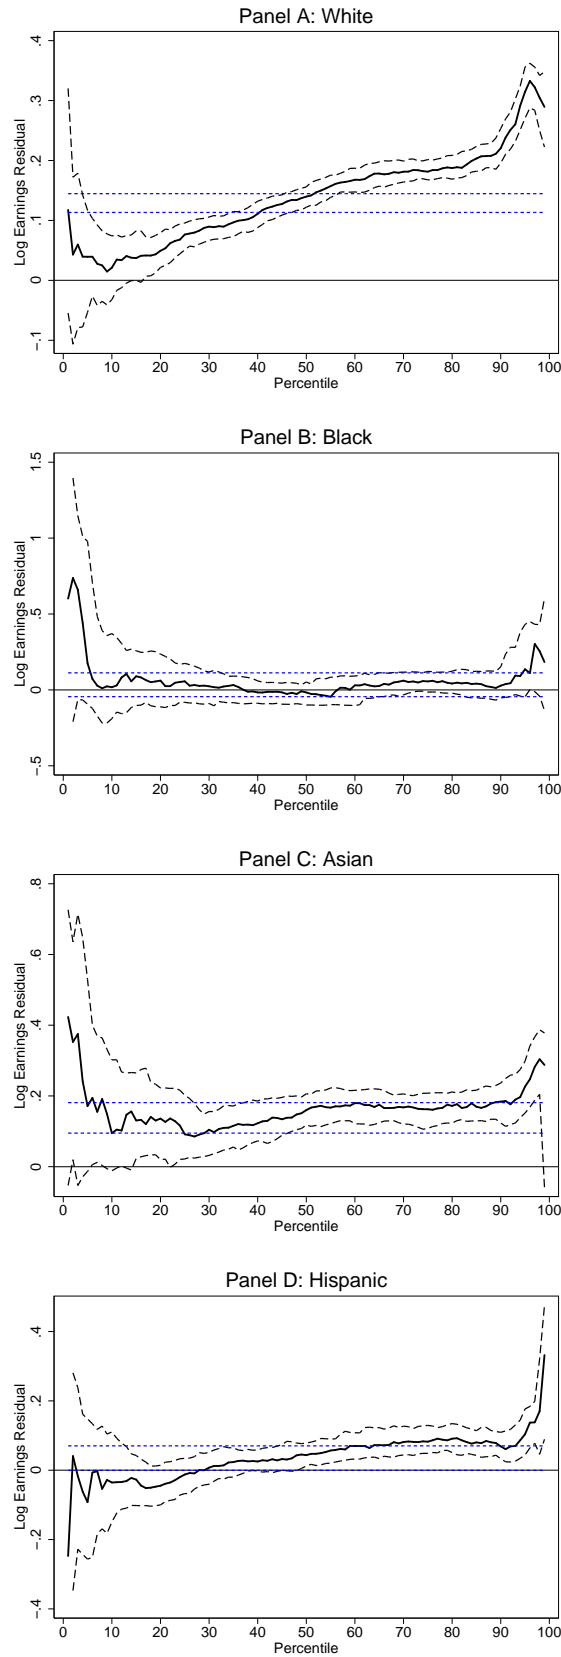 Panel A: White
Log Earnings Residual
.4
.3
.2
.1
0
-.1
0 10 20 30 40 50 60 70 80 90 100
Percentile
Panel B: Black
Log Earnings Residual
1.5
1
.5
0
-.5
0 10 20 30 40 50 60 70 80 90 100
Percentile
Panel C: Asian
Log Earnings Residual
.8
.6
.4
.2
0
0 10 20 30 40 50 60 70 80 90 100
Percentile
Panel D: Hispanic
Log Earnings Residual
.4
.2
0
-.2
-.4
0 10 20 30 40 50 60 70 80 90 100
Percentile